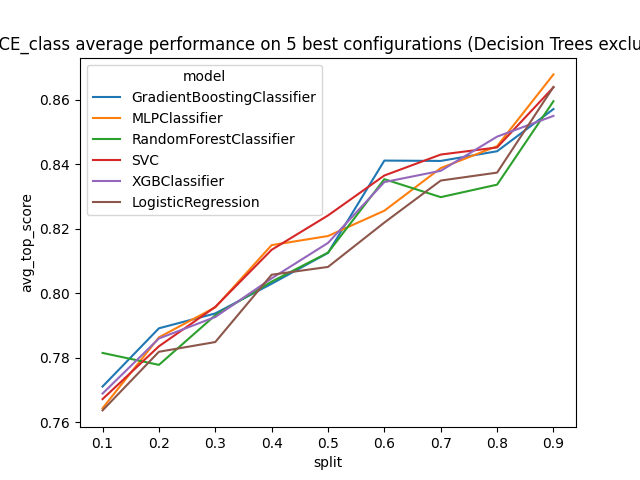 CE_class average performance on 5 best configurations (Decision Trees exclu
model
GradientBoostingClassifier
MLPClassifier
RandomForestClassifier
SVC
XGBClassifier
LogisticRegression
avg_top_score
0.86
0.84
0.82
0.80
0.78
0.76
0.1 0.2 0.3 0.4 0.5 0.6 0.7 0.8 0.9
split